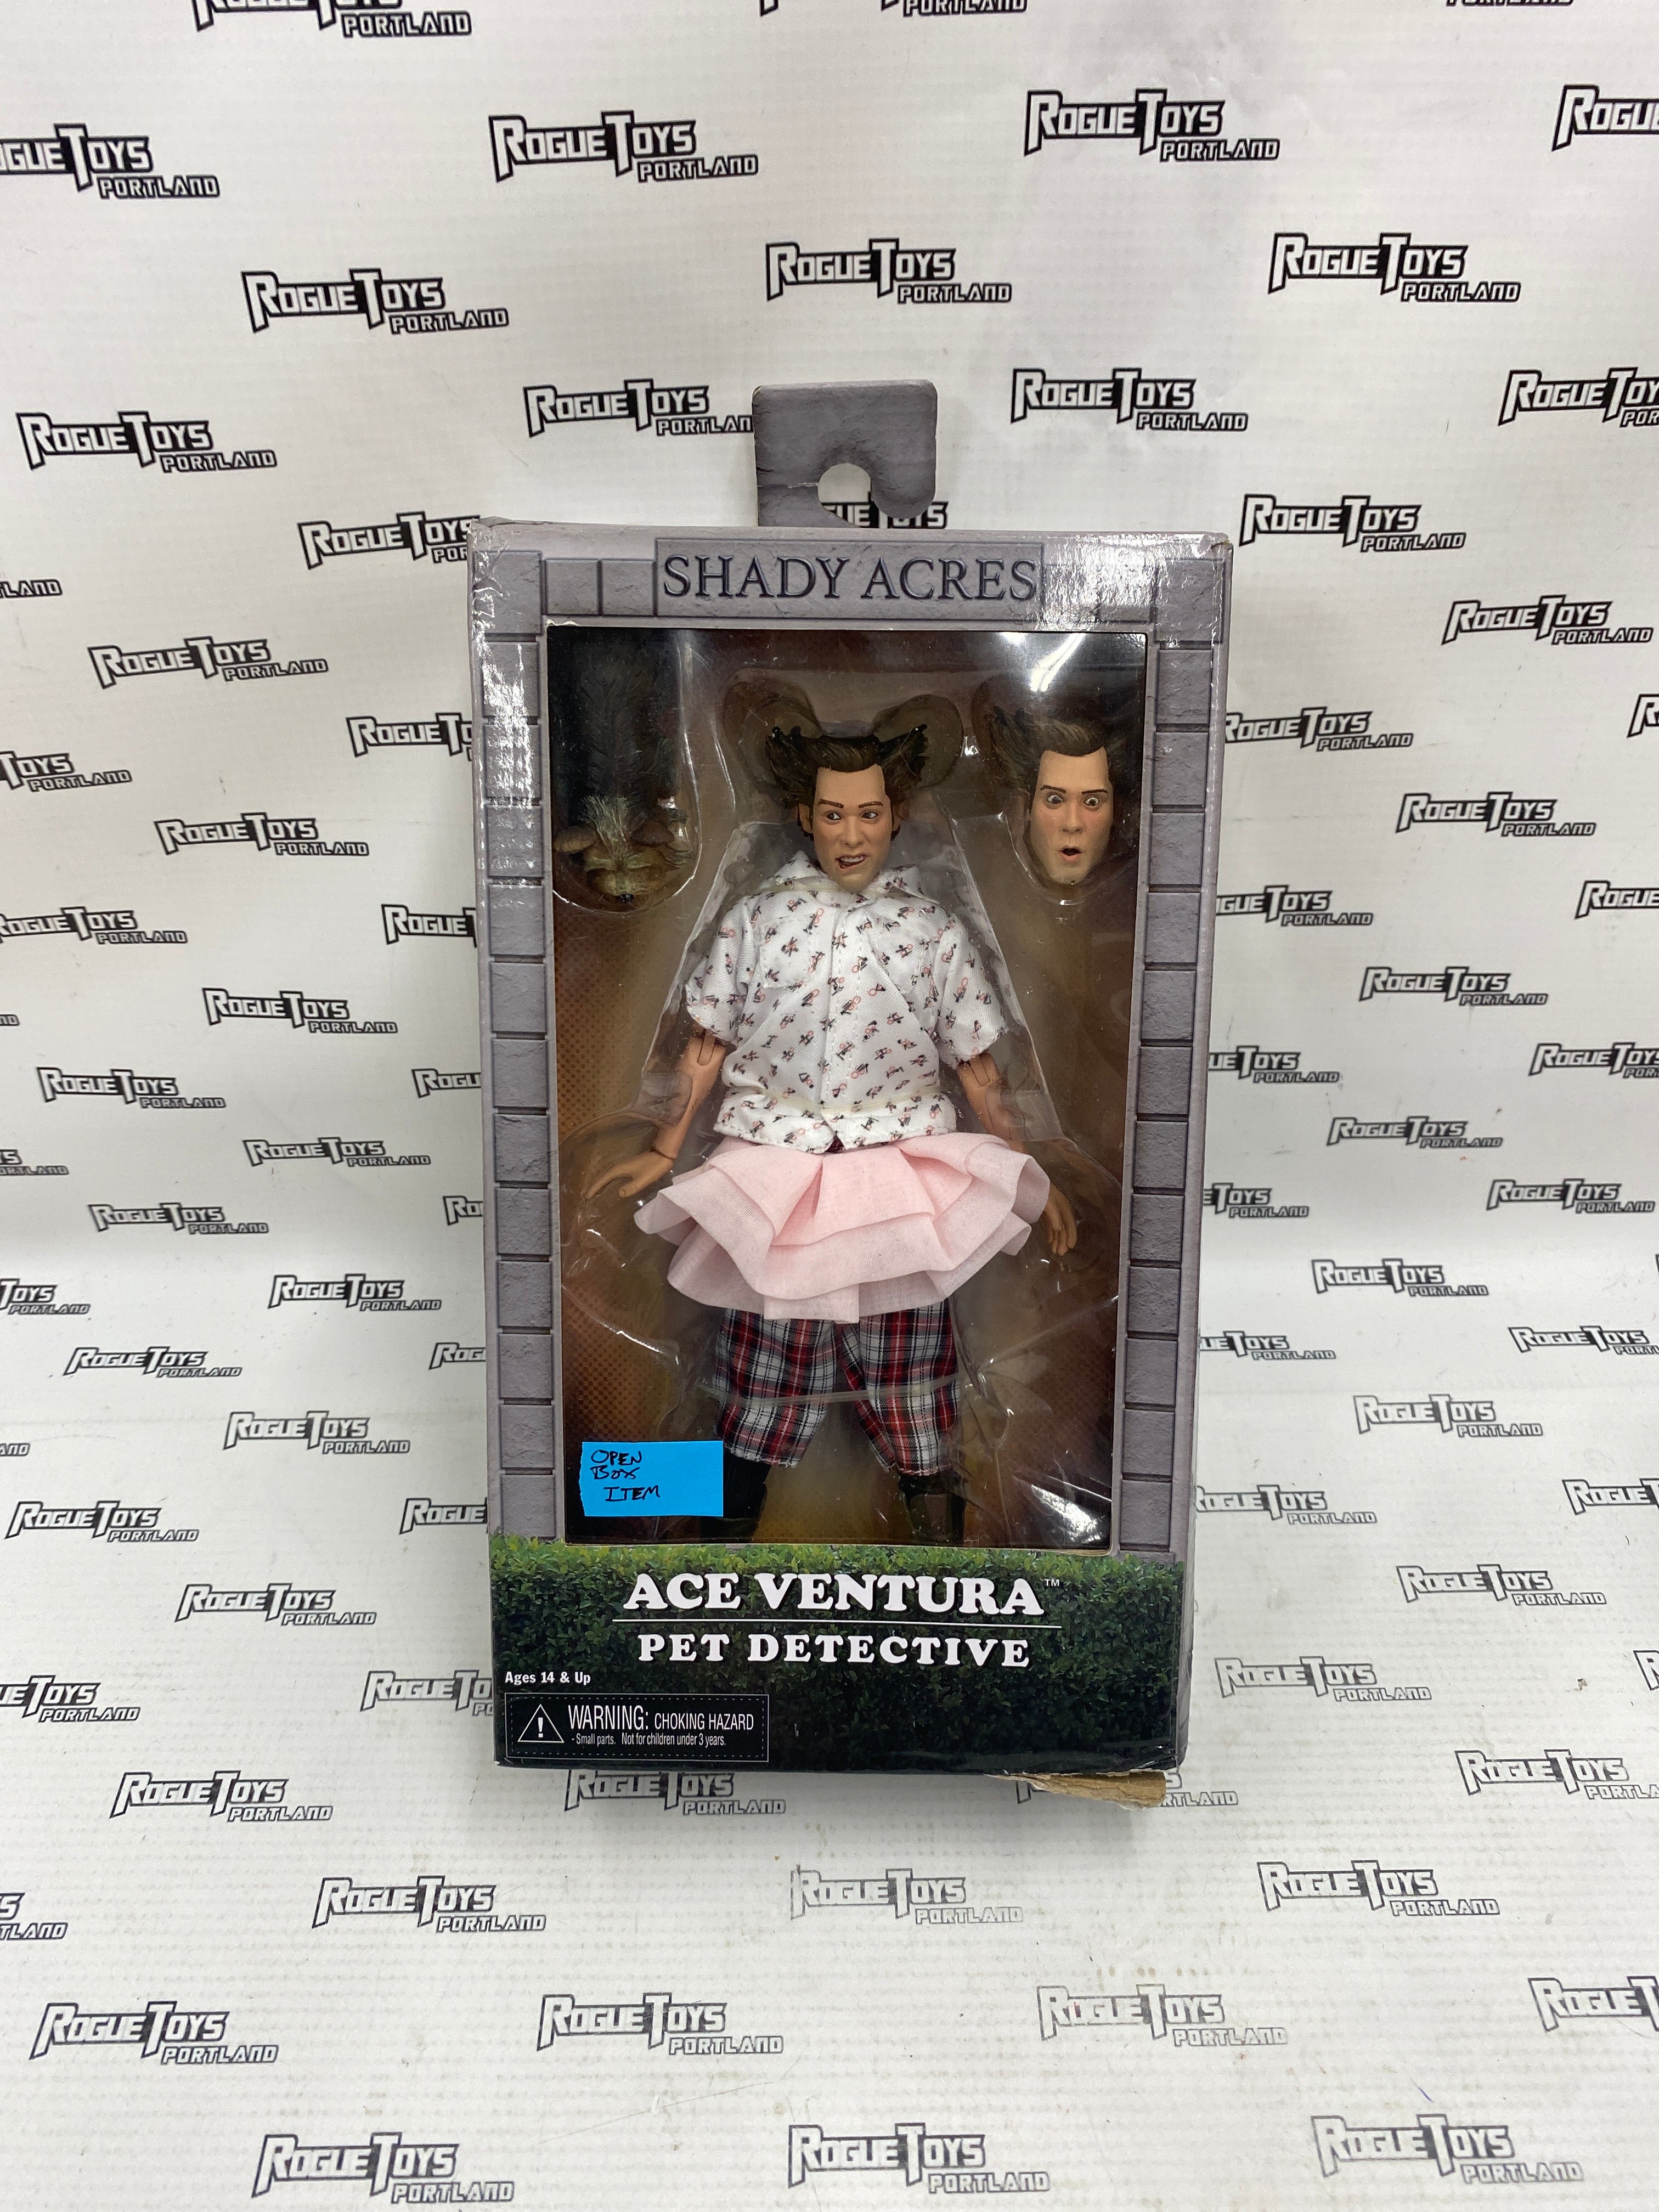 ROGUE TOYS
PORTLAND
SHADY ACRES
OPEN
BOX
ITEM
ACE VENTURA™
PET DETECTIVE
Ages 14 & Up
WARNING: CHOKING HAZARD
- Small parts. Not for children under 3 years.